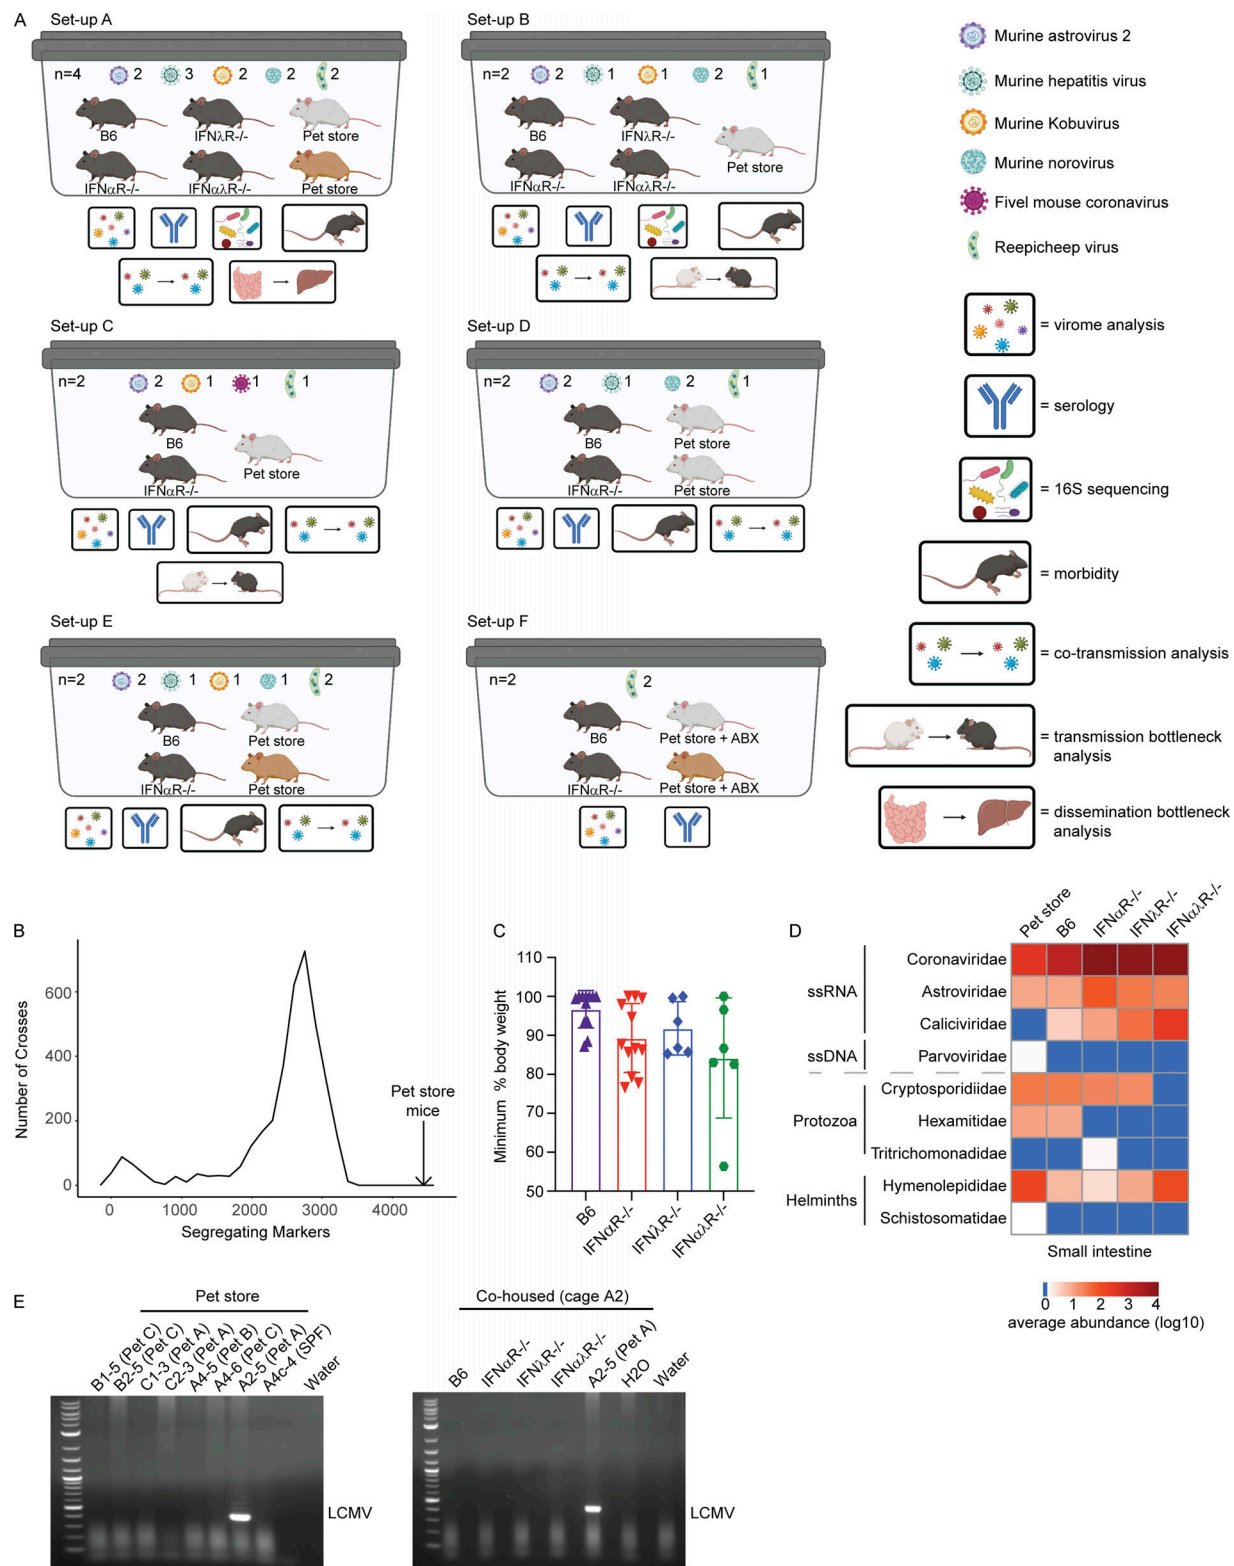 A
Set-up A
n=4 2 3 2 2 2
B6 IFNλR-/- Pet store
IFNαR-/- IFNαλR-/- Pet store
Set-up B
n=2 2 1 1 2 1
B6 IFNλR-/-
Pet store
IFNαR-/- IFNαλR-/-
Set-up C
n=2 2 1 1 1
B6
Pet store
IFNαR-/-
Set-up D
n=2 2 1 2 1
B6 Pet store
IFNαR-/- Pet store
Set-up E
n=2 2 1 1 1 2
B6 Pet store
IFNαR-/- Pet store
Set-up F
n=2 2
B6 Pet store + ABX
IFNαR-/- Pet store + ABX
Murine astrovirus 2
Murine hepatitis virus
Murine Kobuvirus
Murine norovirus
Fivel mouse coronavirus
Reepicheep virus
= virome analysis
= serology
= 16S sequencing
= morbidity
= co-transmission analysis
= transmission bottleneck
analysis
= dissemination bottleneck
analysis
B
Number of Crosses
600
400
200
0
Pet store
mice
0 1000 2000 3000 4000
Segregating Markers
C
Minimum % body weight
110
100
90
80
70
60
50
B6 IFNαR-/- IFNλR-/- IFNαλR-/-
D
Pet store B6 IFNαR-/- IFNλR-/- IFNαλR-/-
ssRNA
Coronaviridae
Astroviridae
Caliciviridae
ssDNA
Parvoviridae
Protozoa
Cryptosporidiidae
Hexamitidae
Tritrichomonadidae
Helminths
Hymenolepididae
Schistosomatidae
Small intestine
0 1 2 3 4
average abundance (log10)
E
Pet store
B1-5 (Pet C)
B2-5 (Pet C)
C1-3 (Pet A)
C2-3 (Pet A)
A4-5 (Pet B)
A4-6 (Pet C)
A2-5 (Pet A)
A4c-4 (SPF)
Water
LCMV
Co-housed (cage A2)
B6
IFNαR-/-
IFNλR-/-
IFNαλR-/-
A2-5 (Pet A)
H2O
Water
LCMV